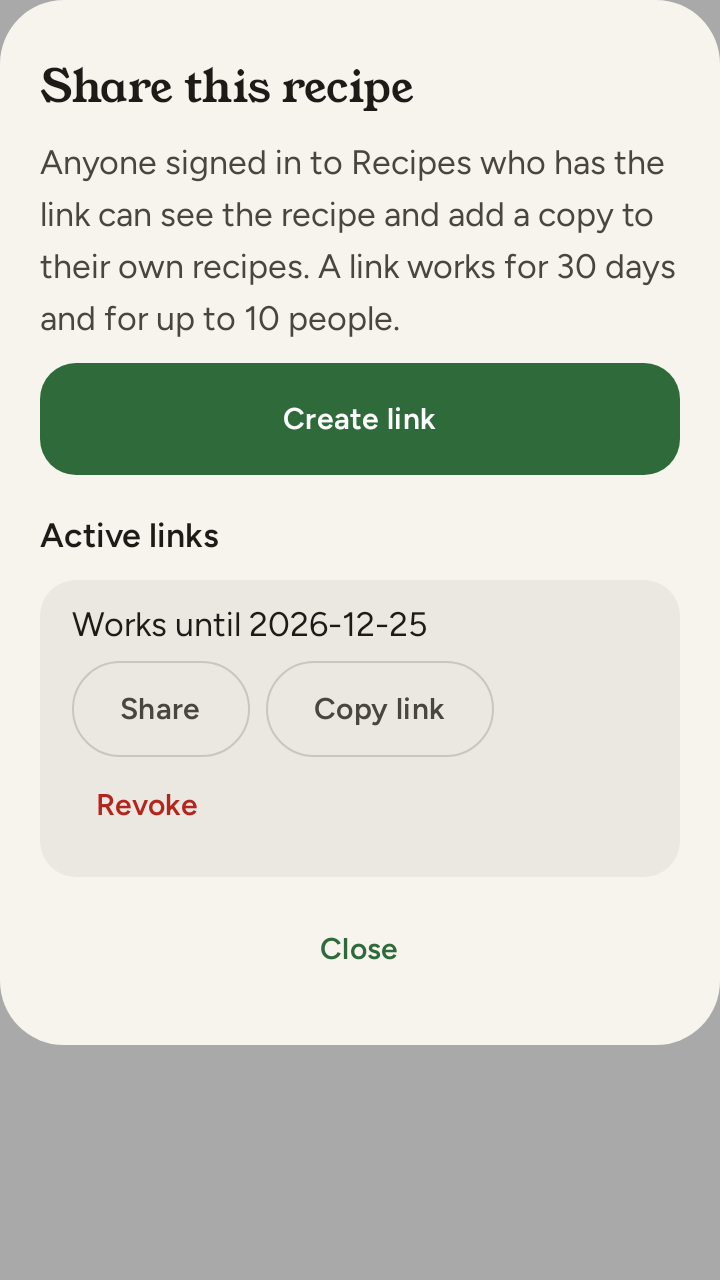 Share this recipe
Anyone signed in to Recipes who has the
link can see the recipe and add a copy to
their own recipes. A link works for 30 days
and for up to 10 people.
Create link
Active links
Works until 2026-12-25
Share
Copy link
Revoke
Close